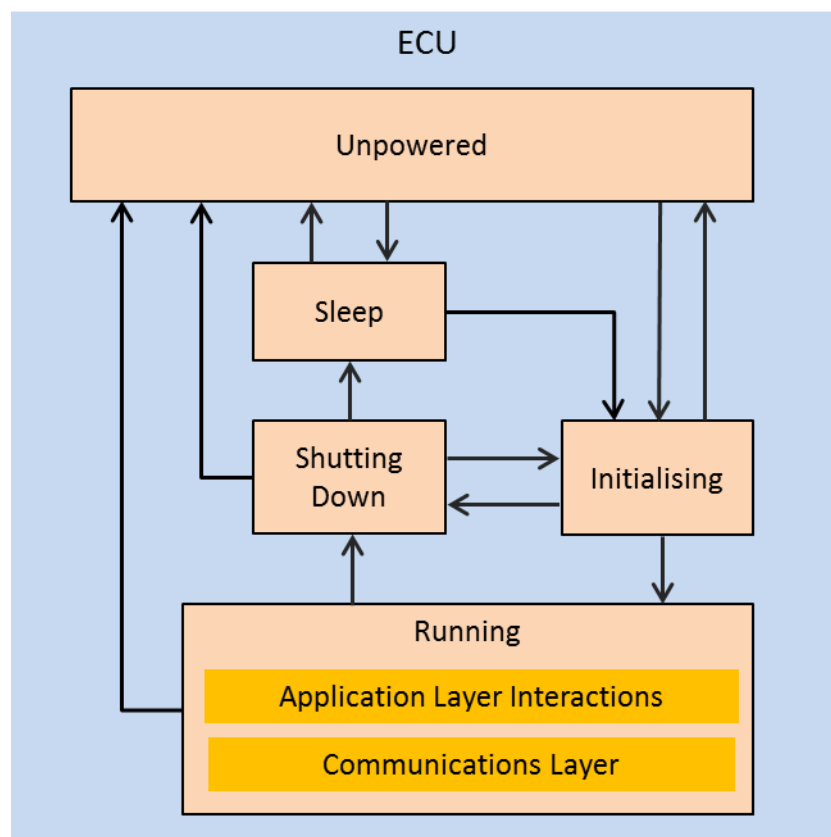 ECU
Unpowered
Sleep
Shutting
Down
Initialising
Running
Application Layer Interactions
Communications Layer